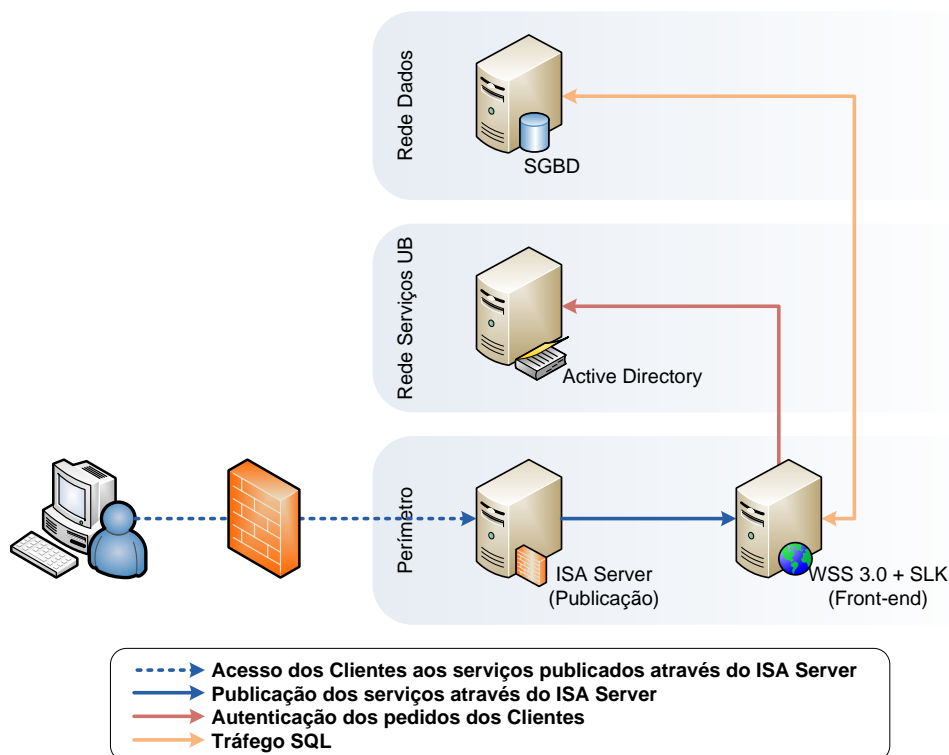 Rede Dados
SGBD
Rede Serviços UB
Active Directory
Perímetro
ISA Server
(Publicação)
WSS 3.0 + SLK
(Front-end)
Acesso dos Clientes aos serviços publicados através do ISA Server
Publicação dos serviços através do ISA Server
Autenticação dos pedidos dos Clientes
Tráfego SQL